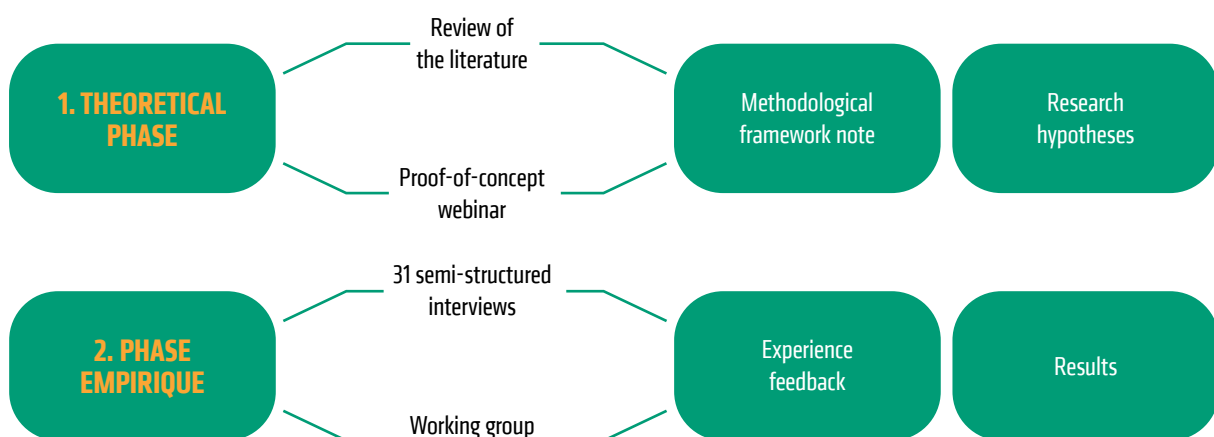 Review of
the literature
1. THEORETICAL
PHASE
Methodological
framework note
Research
hypotheses
Proof-of-concept
webinar
31 semi-structured
interviews
2. PHASE
EMPIRIQUE
Experience
feedback
Results
Working group